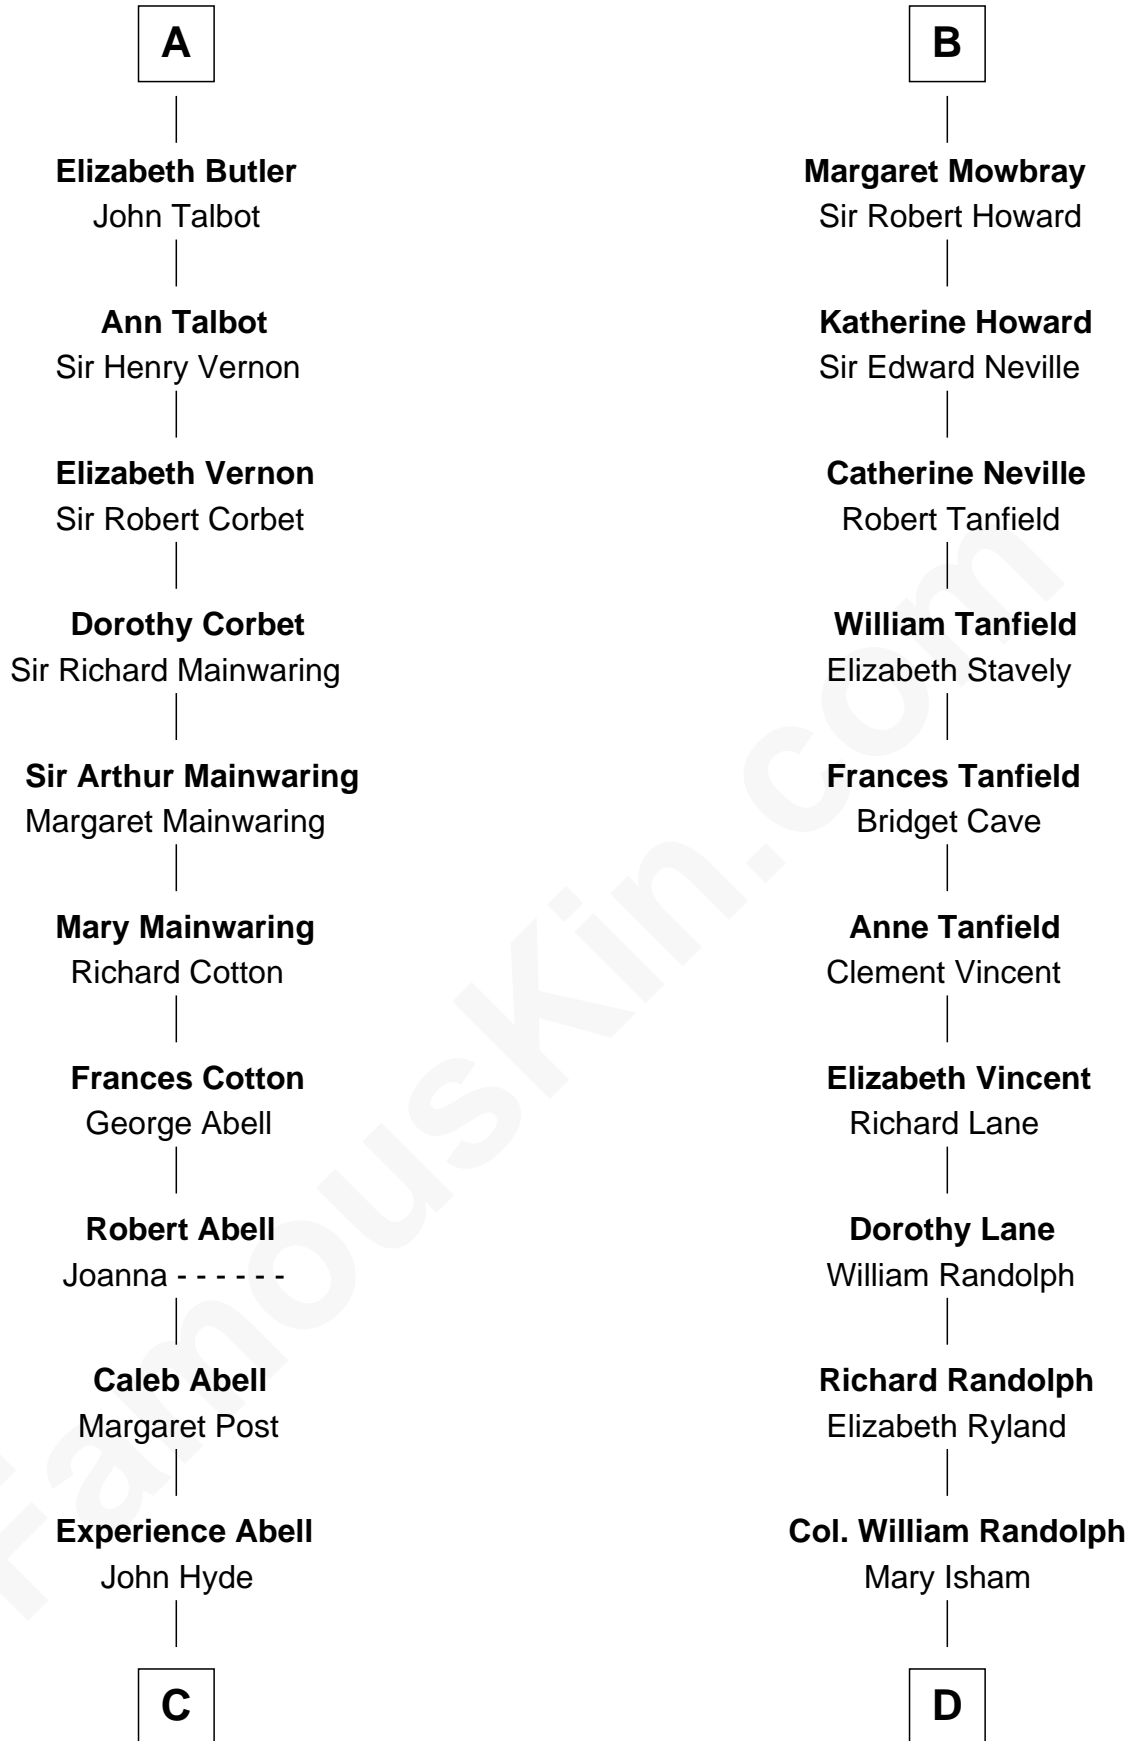 A
Elizabeth Butler
John Talbot
Ann Talbot
Sir Henry Vernon
Elizabeth Vernon
Sir Robert Corbet
Dorothy Corbet
Sir Richard Mainwaring
Sir Arthur Mainwaring
Margaret Mainwaring
Mary Mainwaring
Richard Cotton
Frances Cotton
George Abell
Robert Abell
Joanna - - - - - -
Caleb Abell
Margaret Post
Experience Abell
John Hyde
C
B
Margaret Mowbray
Sir Robert Howard
Katherine Howard
Sir Edward Neville
Catherine Neville
Robert Tanfield
William Tanfield
Elizabeth Stavely
Frances Tanfield
Bridget Cave
Anne Tanfield
Clement Vincent
Elizabeth Vincent
Richard Lane
Dorothy Lane
William Randolph
Richard Randolph
Elizabeth Ryland
Col. William Randolph
Mary Isham
D
FamousKin.com